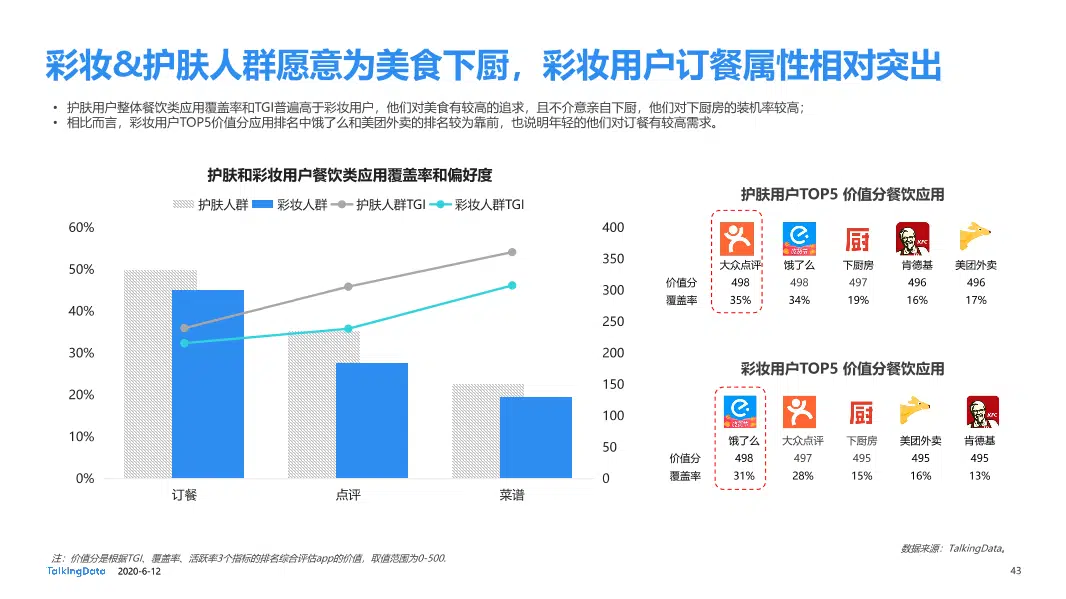 彩妆&护肤人群愿意为美食下厨，彩妆用户订餐属性相对突出
• 护肤用户整体餐饮类应用覆盖率和TGI普遍高于彩妆用户，他们对美食有较高的追求，且不介意亲自下厨，他们对下厨房的装机率较高；
• 相比而言，彩妆用户TOP5价值分应用排名中饿了么和美团外卖的排名较为靠前，也说明年轻的他们对订餐有较高需求。
护肤和彩妆用户餐饮类应用覆盖率和偏好度
护肤人群 彩妆人群 护肤人群TGI 彩妆人群TGI
60% 400
50% 350
40% 300
30% 250
20% 200
10% 150
0% 100
50
0
订餐 点评 菜谱
护肤用户TOP5 价值分餐饮应用
厨 KFC
大众点评 饿了么 下厨房 肯德基 美团外卖
价值分 498 498 497 496 496
覆盖率 35% 34% 19% 16% 17%
彩妆用户TOP5 价值分餐饮应用
厨 KFC
饿了么 大众点评 下厨房 美团外卖 肯德基
价值分 498 497 495 495 495
覆盖率 31% 28% 15% 16% 13%
注：价值分是根据TGI、覆盖率、活跃率3个指标的排名综合评估app的价值，取值范围为0-500.
数据来源：TalkingData。
TalkingData 2020-6-12
43